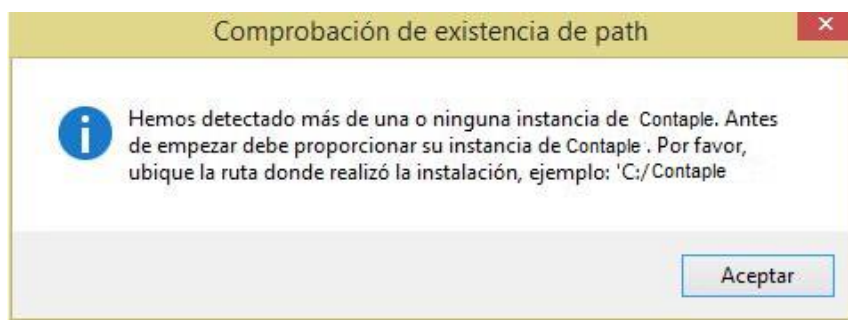 Comprobación de existencia de path
Hemos detectado más de una o ninguna instancia de Contaple. Antes
de empezar debe proporcionar su instancia de Contaple . Por favor,
ubique la ruta donde realizó la instalación, ejemplo: 'C:/Contaple
Aceptar